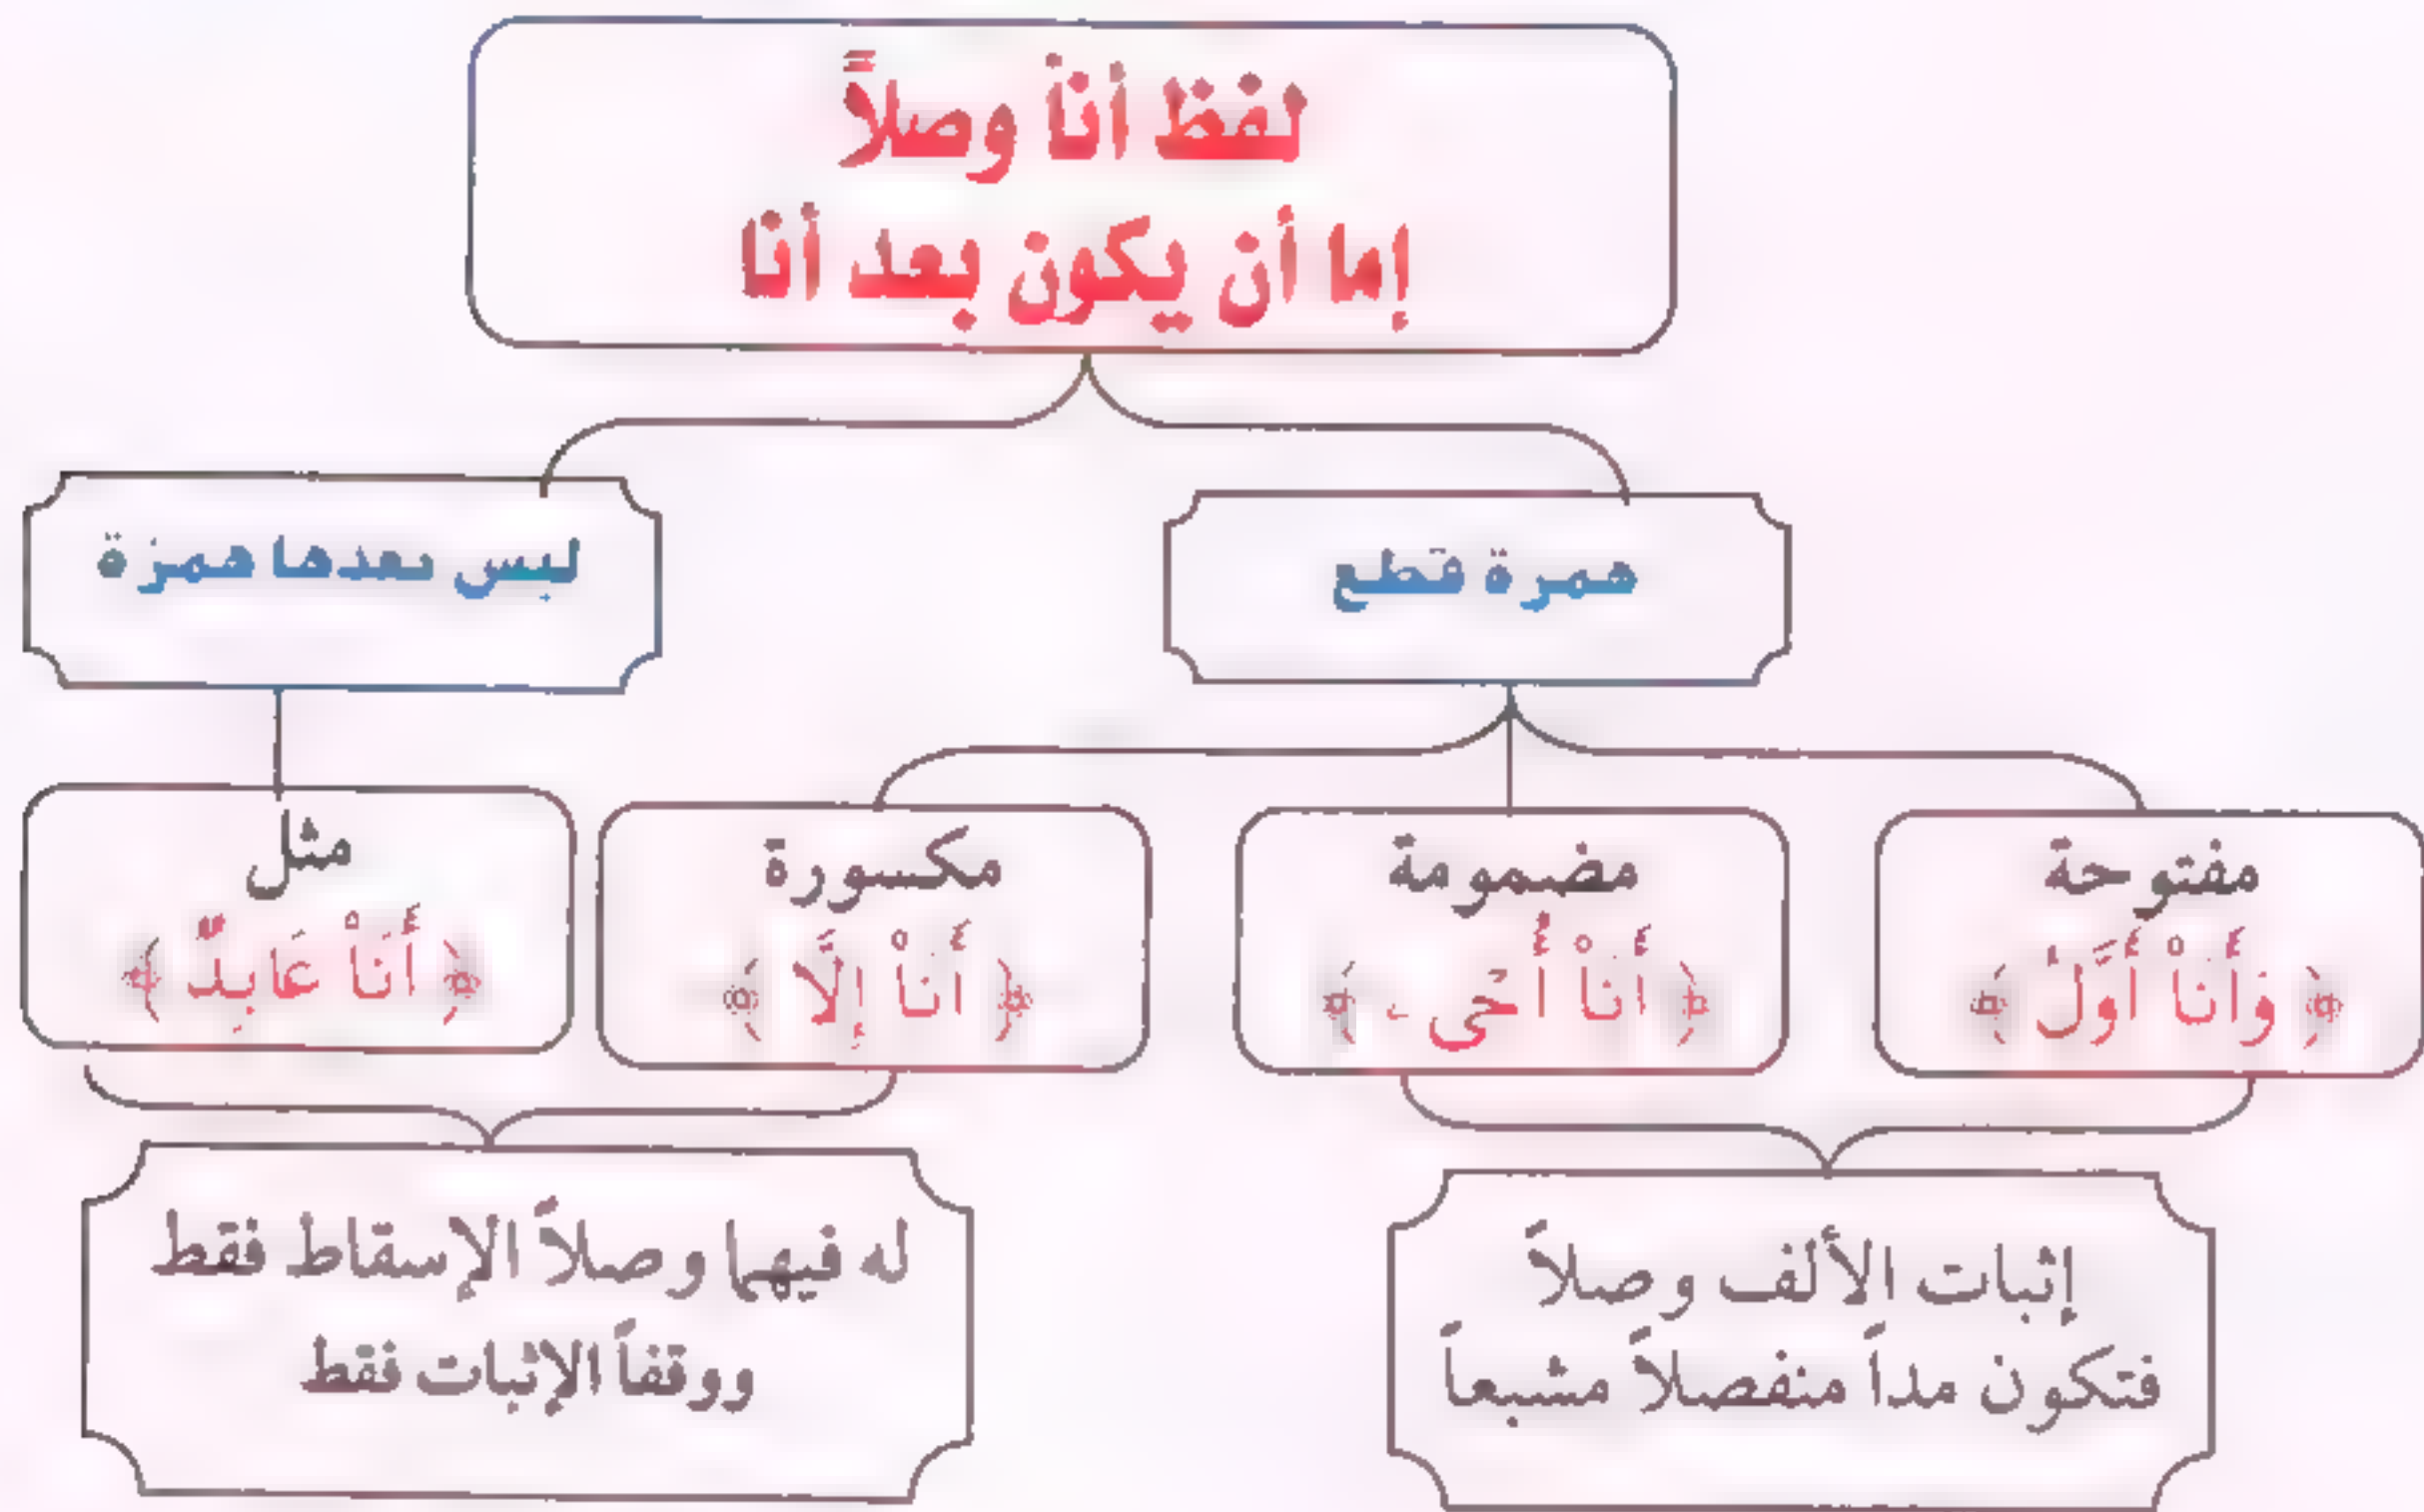 لفظ أنا۠ وصلاً
إما أن يكون بعد أنا
همزة قطع
ليس بعدها همزة
مفتوحة
﴿ وَأَنَا۠ أَوَّلُ ﴾
مضمومة
﴿ أَنَا۠ أُحْىِۦ ﴾
مكسورة
﴿ أَنَا۠ إِلَّا ﴾
مثل
﴿ أَنَا۠ عَابِدٌ ﴾
إثبات الألف وصلاً
فتكون مداً منفصلاً مشبعاً
له فيهما وصلاً الإسقاط فقط
ووقفاً الإثبات فقط